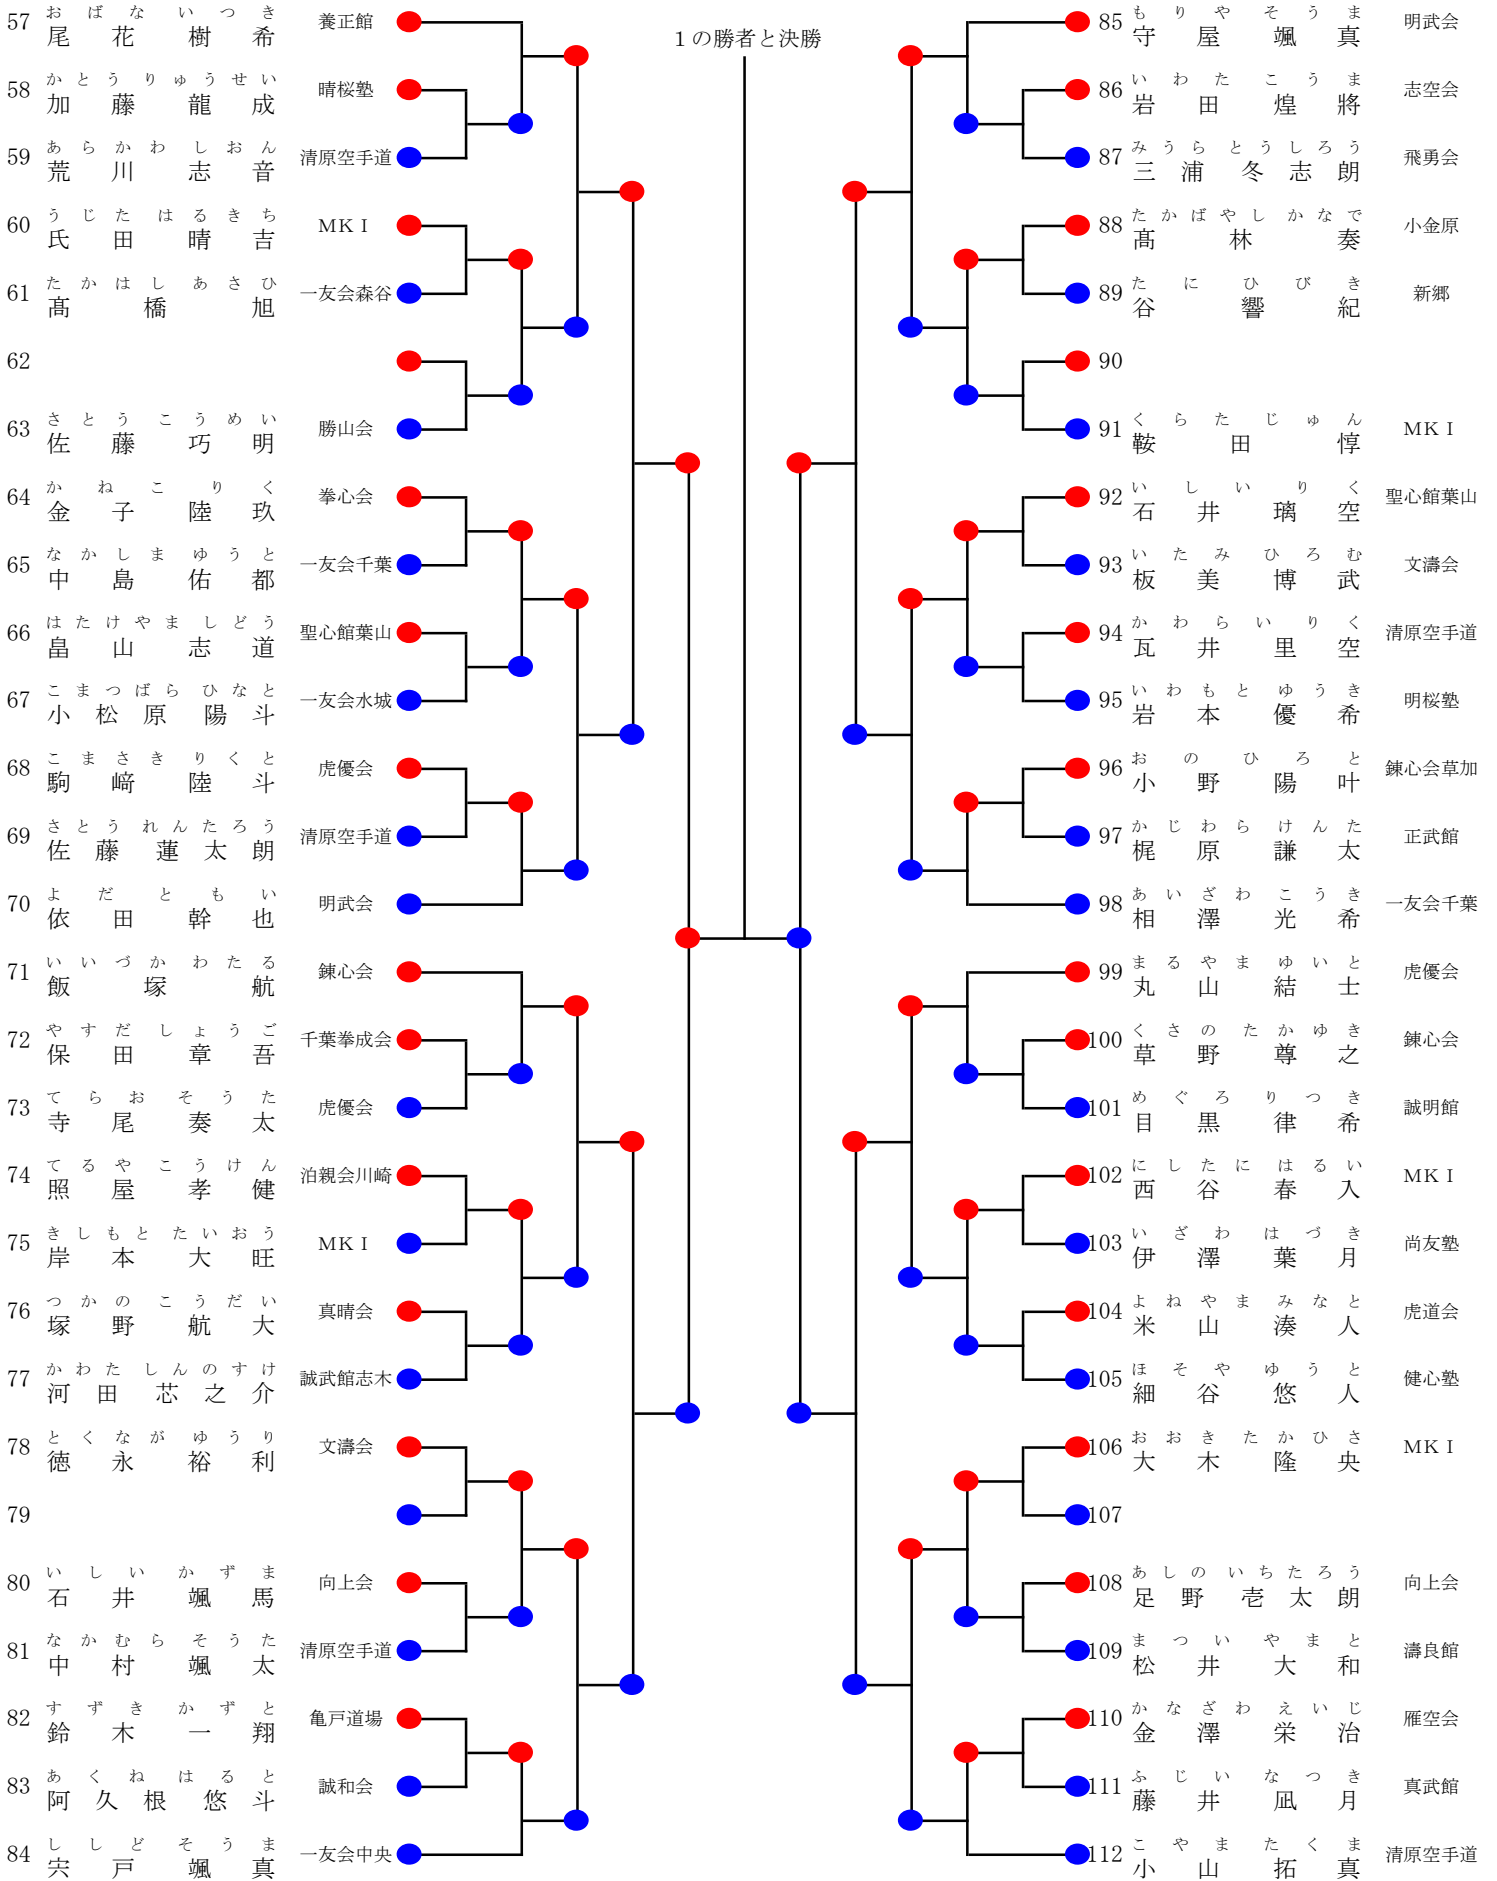 1の勝者と決勝
おばな いつき
57 尾花 樹希 養正館
かとう りゅうせい
58 加藤 龍成 晴桜塾
あらかわ しおん
59 荒川 志音 清原空手道
うじた はるきち
60 氏田 晴吉 MKI
たかはし あさひ
61 髙橋 旭 一友会森谷
62
さとう こうめい
63 佐藤 巧明 勝山会
かねこ りく
64 金子 陸玖 拳心会
なかしま ゆうと
65 中島 佑都 一友会千葉
はたけやま しどう
66 畠山 志道 聖心館葉山
こまつばら ひなと
67 小松原 陽斗 一友会水城
こまさき りくと
68 駒﨑 陸斗 虎優会
さとう れんたろう
69 佐藤 蓮太朗 清原空手道
よだ ともい
70 依田 幹也 明武会
いいづか わたる
71 飯塚 航 錬心会
やすだ しょうご
72 保田 章吾 千葉拳成会
てらお そうた
73 寺尾 奏太 虎優会
てるや こうけん
74 照屋 孝健 泊親会川崎
きしもと たいおう
75 岸本 大旺 MKI
つかの こうだい
76 塚野 航大 真晴会
かわた しんのすけ
77 河田 芯之介 誠武館志木
とくなが ゆうり
78 徳永 裕利 文濤会
79
いしい かずま
80 石井 颯馬 向上会
なかむら そうた
81 中村 颯太 清原空手道
すずき かずと
82 鈴木 一翔 亀戸道場
あくね はると
83 阿久根 悠斗 誠和会
ししど そうま
84 宍戸 颯真 一友会中央
もりや そうま
85 守屋 颯真 明武会
いわた こうま
86 岩田 煌將 志空会
みうら とうしろう
87 三浦 冬志朗 飛勇会
たかばやし かなで
88 髙林 奏 小金原
たに ひびき
89 谷 響紀 新郷
90
くらた じゅん
91 鞍田 惇 MKI
いしい りく
92 石井 璃空 聖心館葉山
いたみ ひろむ
93 板美 博武 文濤会
かわらい りく
94 瓦井 里空 清原空手道
いわもと ゆうき
95 岩本 優希 明桜塾
おの ひろと
96 小野 陽叶 錬心会草加
かじわら けんた
97 梶原 謙太 正武館
あいざわ こうき
98 相澤 光希 一友会千葉
まるやま ゆいと
99 丸山 結士 虎優会
くさの たかゆき
100 草野 尊之 錬心会
めぐろ りつき
101 目黒 律希 誠明館
にしたに はるい
102 西谷 春入 MKI
いざわ はづき
103 伊澤 葉月 尚友塾
よねやま みなと
104 米山 湊人 虎道会
ほそや ゆうと
105 細谷 悠人 健心塾
おおき たかひさ
106 大木 隆央 MKI
107
あしの いちたろう
108 足野 壱太朗 向上会
まつい やまと
109 松井 大和 濤良館
かなざわ えいじ
110 金澤 栄治 雁空会
ふじい なつき
111 藤井 凪月 真武館
こやま たくま
112 小山 拓真 清原空手道